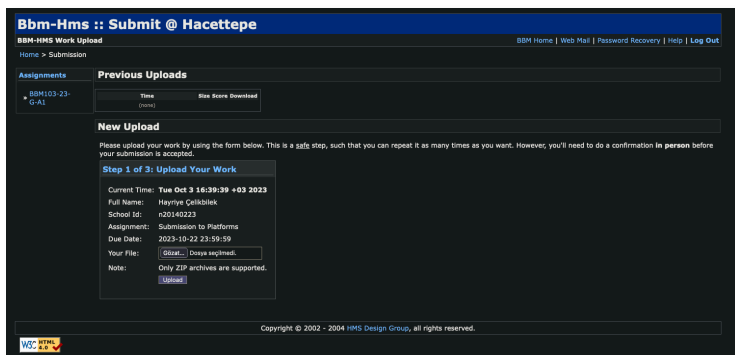 Bbm-Hms :: Submit @ Hacettepe
BBM-HMS Work Upload
BBM Home | Web Mail | Password Recovery | Help | Log Out
Home > Submission
Assignments
» BBM103-23-
G-A1
Previous Uploads
Time Size Score Download
(none)
New Upload
Please upload your work by using the form below. This is a safe step, such that you can repeat it as many times as you want. However, you'll need to do a confirmation in person before
your submission is accepted.
Step 1 of 3: Upload Your Work
Current Time: Tue Oct 3 16:39:39 +03 2023
Full Name: Hayriye Çelikbilek
School Id: n20140223
Assignment: Submission to Platforms
Due Date: 2023-10-22 23:59:59
Your File: Gözat... Dosya seçilmedi.
Note: Only ZIP archives are supported.
Upload
Copyright © 2002 - 2004 HMS Design Group, all rights reserved.
W3C HTML
4.0